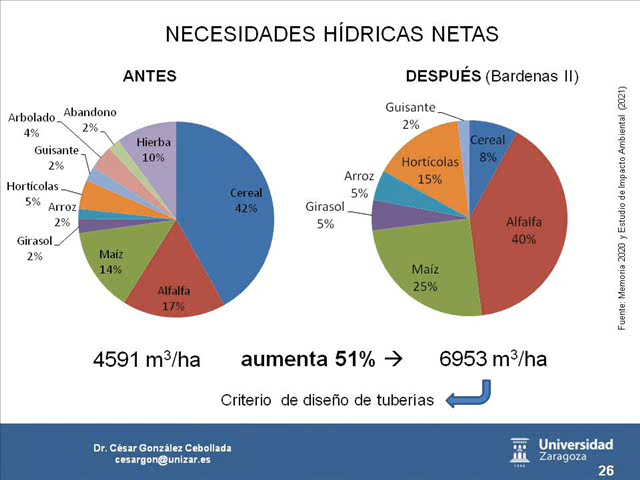 NECESIDADES HÍDRICAS NETAS
ANTES
Cereal
42%
Alfalfa
17%
Maíz
14%
Girasol
2%
Arroz
2%
Hortícolas
5%
Guisante
2%
Arbolado
4%
Abandono
2%
Hierba
10%
DESPUÉS (Bardenas II)
Cereal
8%
Alfalfa
40%
Maíz
25%
Girasol
5%
Arroz
5%
Hortícolas
15%
Guisante
2%
Fuente: Memoria 2020 y Estudio de Impacto Ambiental (2021)
4591 m³/ha aumenta 51% → 6953 m³/ha
Criterio de diseño de tuberías
Dr. César González Cebollada
cesargon@unizar.es
Universidad
Zaragoza
26